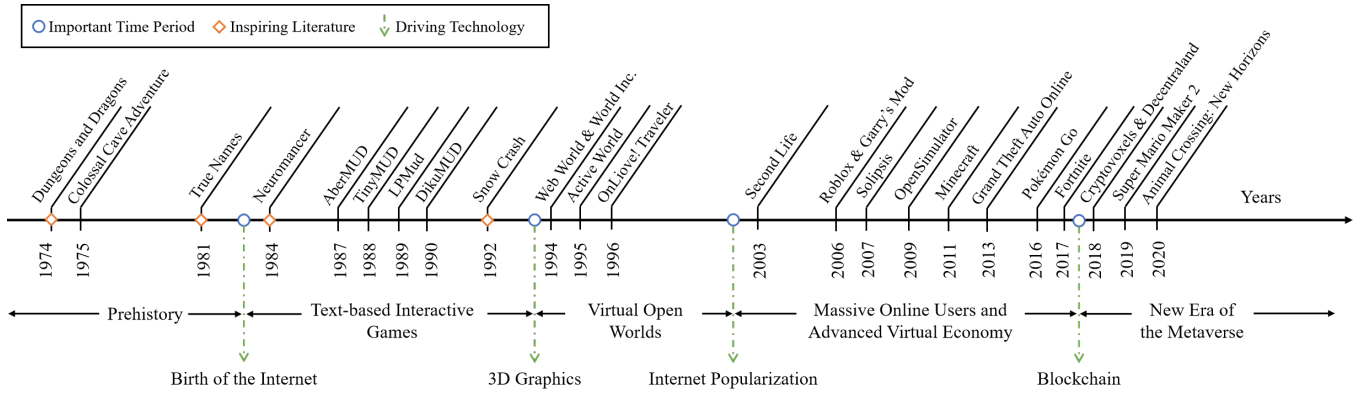 Important Time Period
Inspiring Literature
Driving Technology
Dungeons and Dragons
Colossal Cave Adventure
True Names
Neuromancer
AberMUD
TinyMUD
LPMud
DikuMUD
Snow Crash
Web World & World Inc.
Active World
OnLiove! Traveler
Second Life
Roblox & Garry's Mod
Solipsis
OpenSimulator
Minecraft
Grand Theft Auto Online
Pokémon Go
Fortnite
Cryptovoxels & Decentraland
Super Mario Maker 2
Animal Crossing: New Horizons
Years
1974
1975
1981
1984
1987
1988
1989
1990
1992
1994
1995
1996
2003
2006
2007
2009
2011
2013
2016
2017
2018
2019
2020
Prehistory
Text-based Interactive
Games
Virtual Open
Worlds
Massive Online Users and
Advanced Virtual Economy
New Era of
the Metaverse
Birth of the Internet
3D Graphics
Internet Popularization
Blockchain